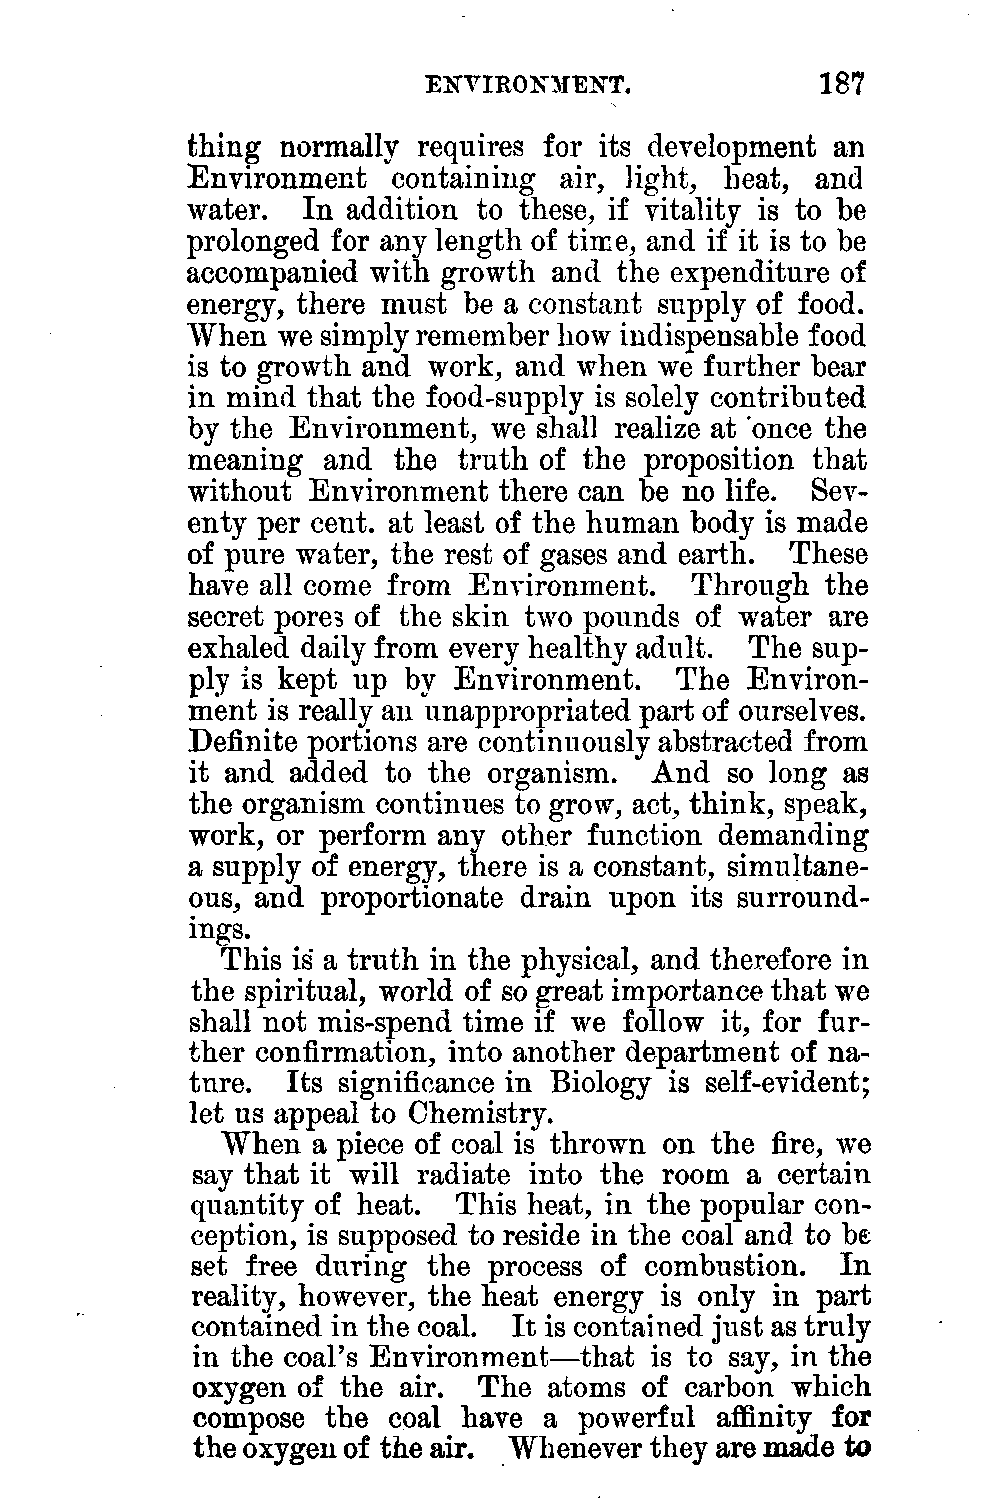 ENVIRONMENT. 187
thing normally requires for its development an
Environment containing air, light, heat, and
water. In addition to these, if vitality is to be
prolonged for any length of time, and if it is to be
accompanied with growth and the expenditure of
energy, there must be a constant supply of food.
When we simply remember how indispensable food
is to growth and work, and when we further bear
in mind that the food-supply is solely contributed
by the Environment, we shall realize at once the
meaning and the truth of the proposition that
without Environment there can be no life. Sev-
enty per cent. at least of the human body is made
of pure water, the rest of gases and earth. These
have all come from Environment. Through the
secret pores of the skin two pounds of water are
exhaled daily from every healthy adult. The sup-
ply is kept up by Environment. The Environ-
ment is really an unappropriated part of ourselves.
Definite portions are continuously abstracted from
it and added to the organism. And so long as
the organism continues to grow, act, think, speak,
work, or perform any other function demanding
a supply of energy, there is a constant, simultane-
ous, and proportionate drain upon its surround-
ings.
This is a truth in the physical, and therefore in
the spiritual, world of so great importance that we
shall not mis-spend time if we follow it, for fur-
ther confirmation, into another department of na-
ture. Its significance in Biology is self-evident;
let us appeal to Chemistry.
When a piece of coal is thrown on the fire, we
say that it will radiate into the room a certain
quantity of heat. This heat, in the popular con-
ception, is supposed to reside in the coal and to be
set free during the process of combustion. In
reality, however, the heat energy is only in part
contained in the coal. It is contained just as truly
in the coal's Environment—that is to say, in the
oxygen of the air. The atoms of carbon which
compose the coal have a powerful affinity for
the oxygen of the air. Whenever they are made to